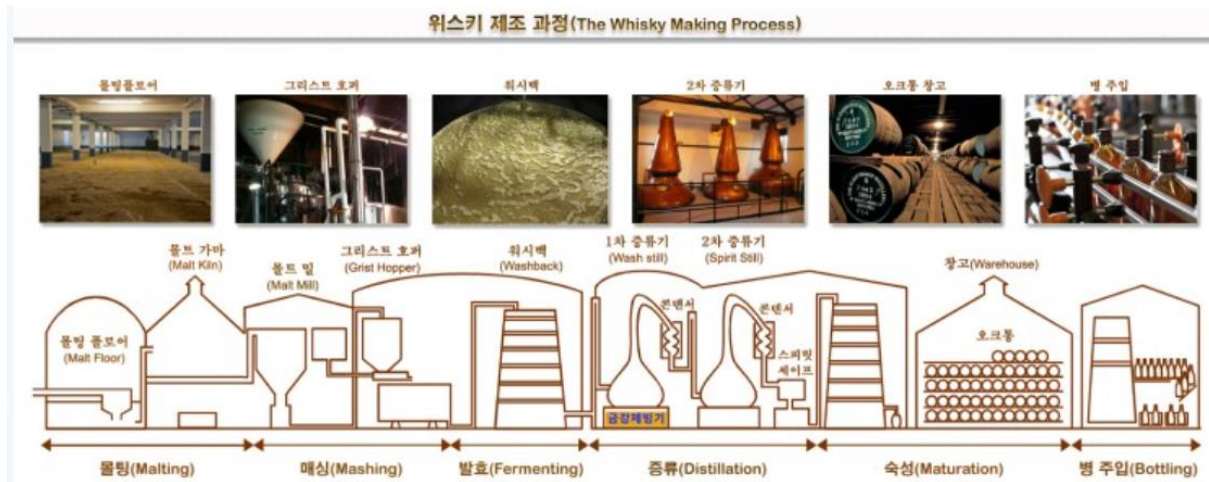 위스키 제조 과정(The Whisky Making Process)
몰팅플로어
그리스트 호퍼
워시백
2차 증류기
오크통 창고
병 주입
몰트 가마
(Malt Kiln)
몰트 밀
(Malt Mill)
그리스트 호퍼
(Grist Hopper)
워시백
(Washback)
1차 증류기
(Wash still)
2차 증류기
(Spirit Still)
창고(Warehouse)
몰팅 플로어
(Malt Floor)
콘덴서
콘덴서
스피릿
세이프
오크통
금강제빙기
몰팅(Malting)
매싱(Mashing)
발효(Fermenting)
증류(Distillation)
숙성(Maturation)
병 주입(Bottling)